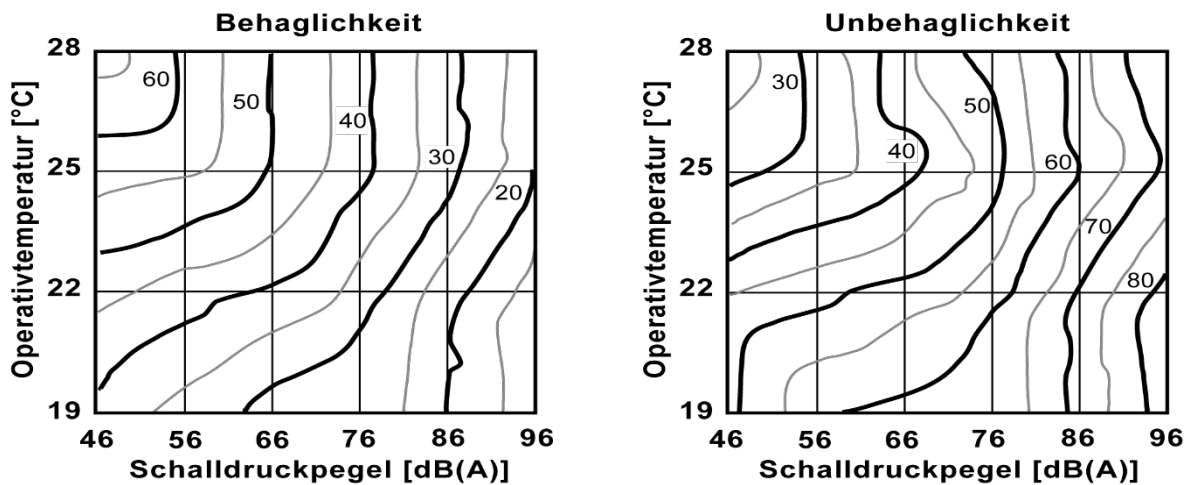 Behaglichkeit
28
25
22
19
Operativtemperatur [°C]
60
50
40
30
20
46 56 66 76 86 96
Schalldruckpegel [dB(A)]
Unbehaglichkeit
28
25
22
19
Operativtemperatur [°C]
30
40
50
60
70
80
46 56 66 76 86 96
Schalldruckpegel [dB(A)]